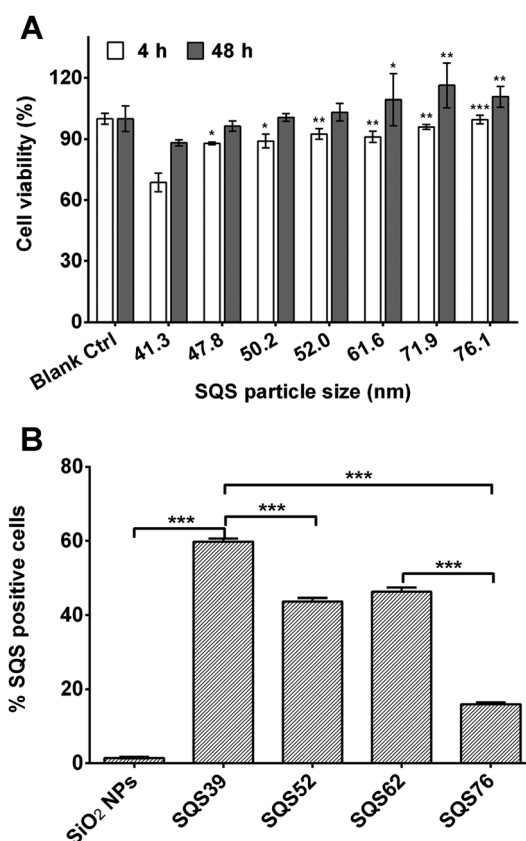 A
4 h 48 h
Cell viability (%)
120
90
60
30
0
* * ** ** * ** ** *** **
Blank Ctrl 41.3 47.8 50.2 52.0 61.6 71.9 76.1
SQS particle size (nm)
B
% SQS positive cells
80
60
40
20
0
***
*** ***
***
SiO₂ NPs SQS39 SQS52 SQS62 SQS76